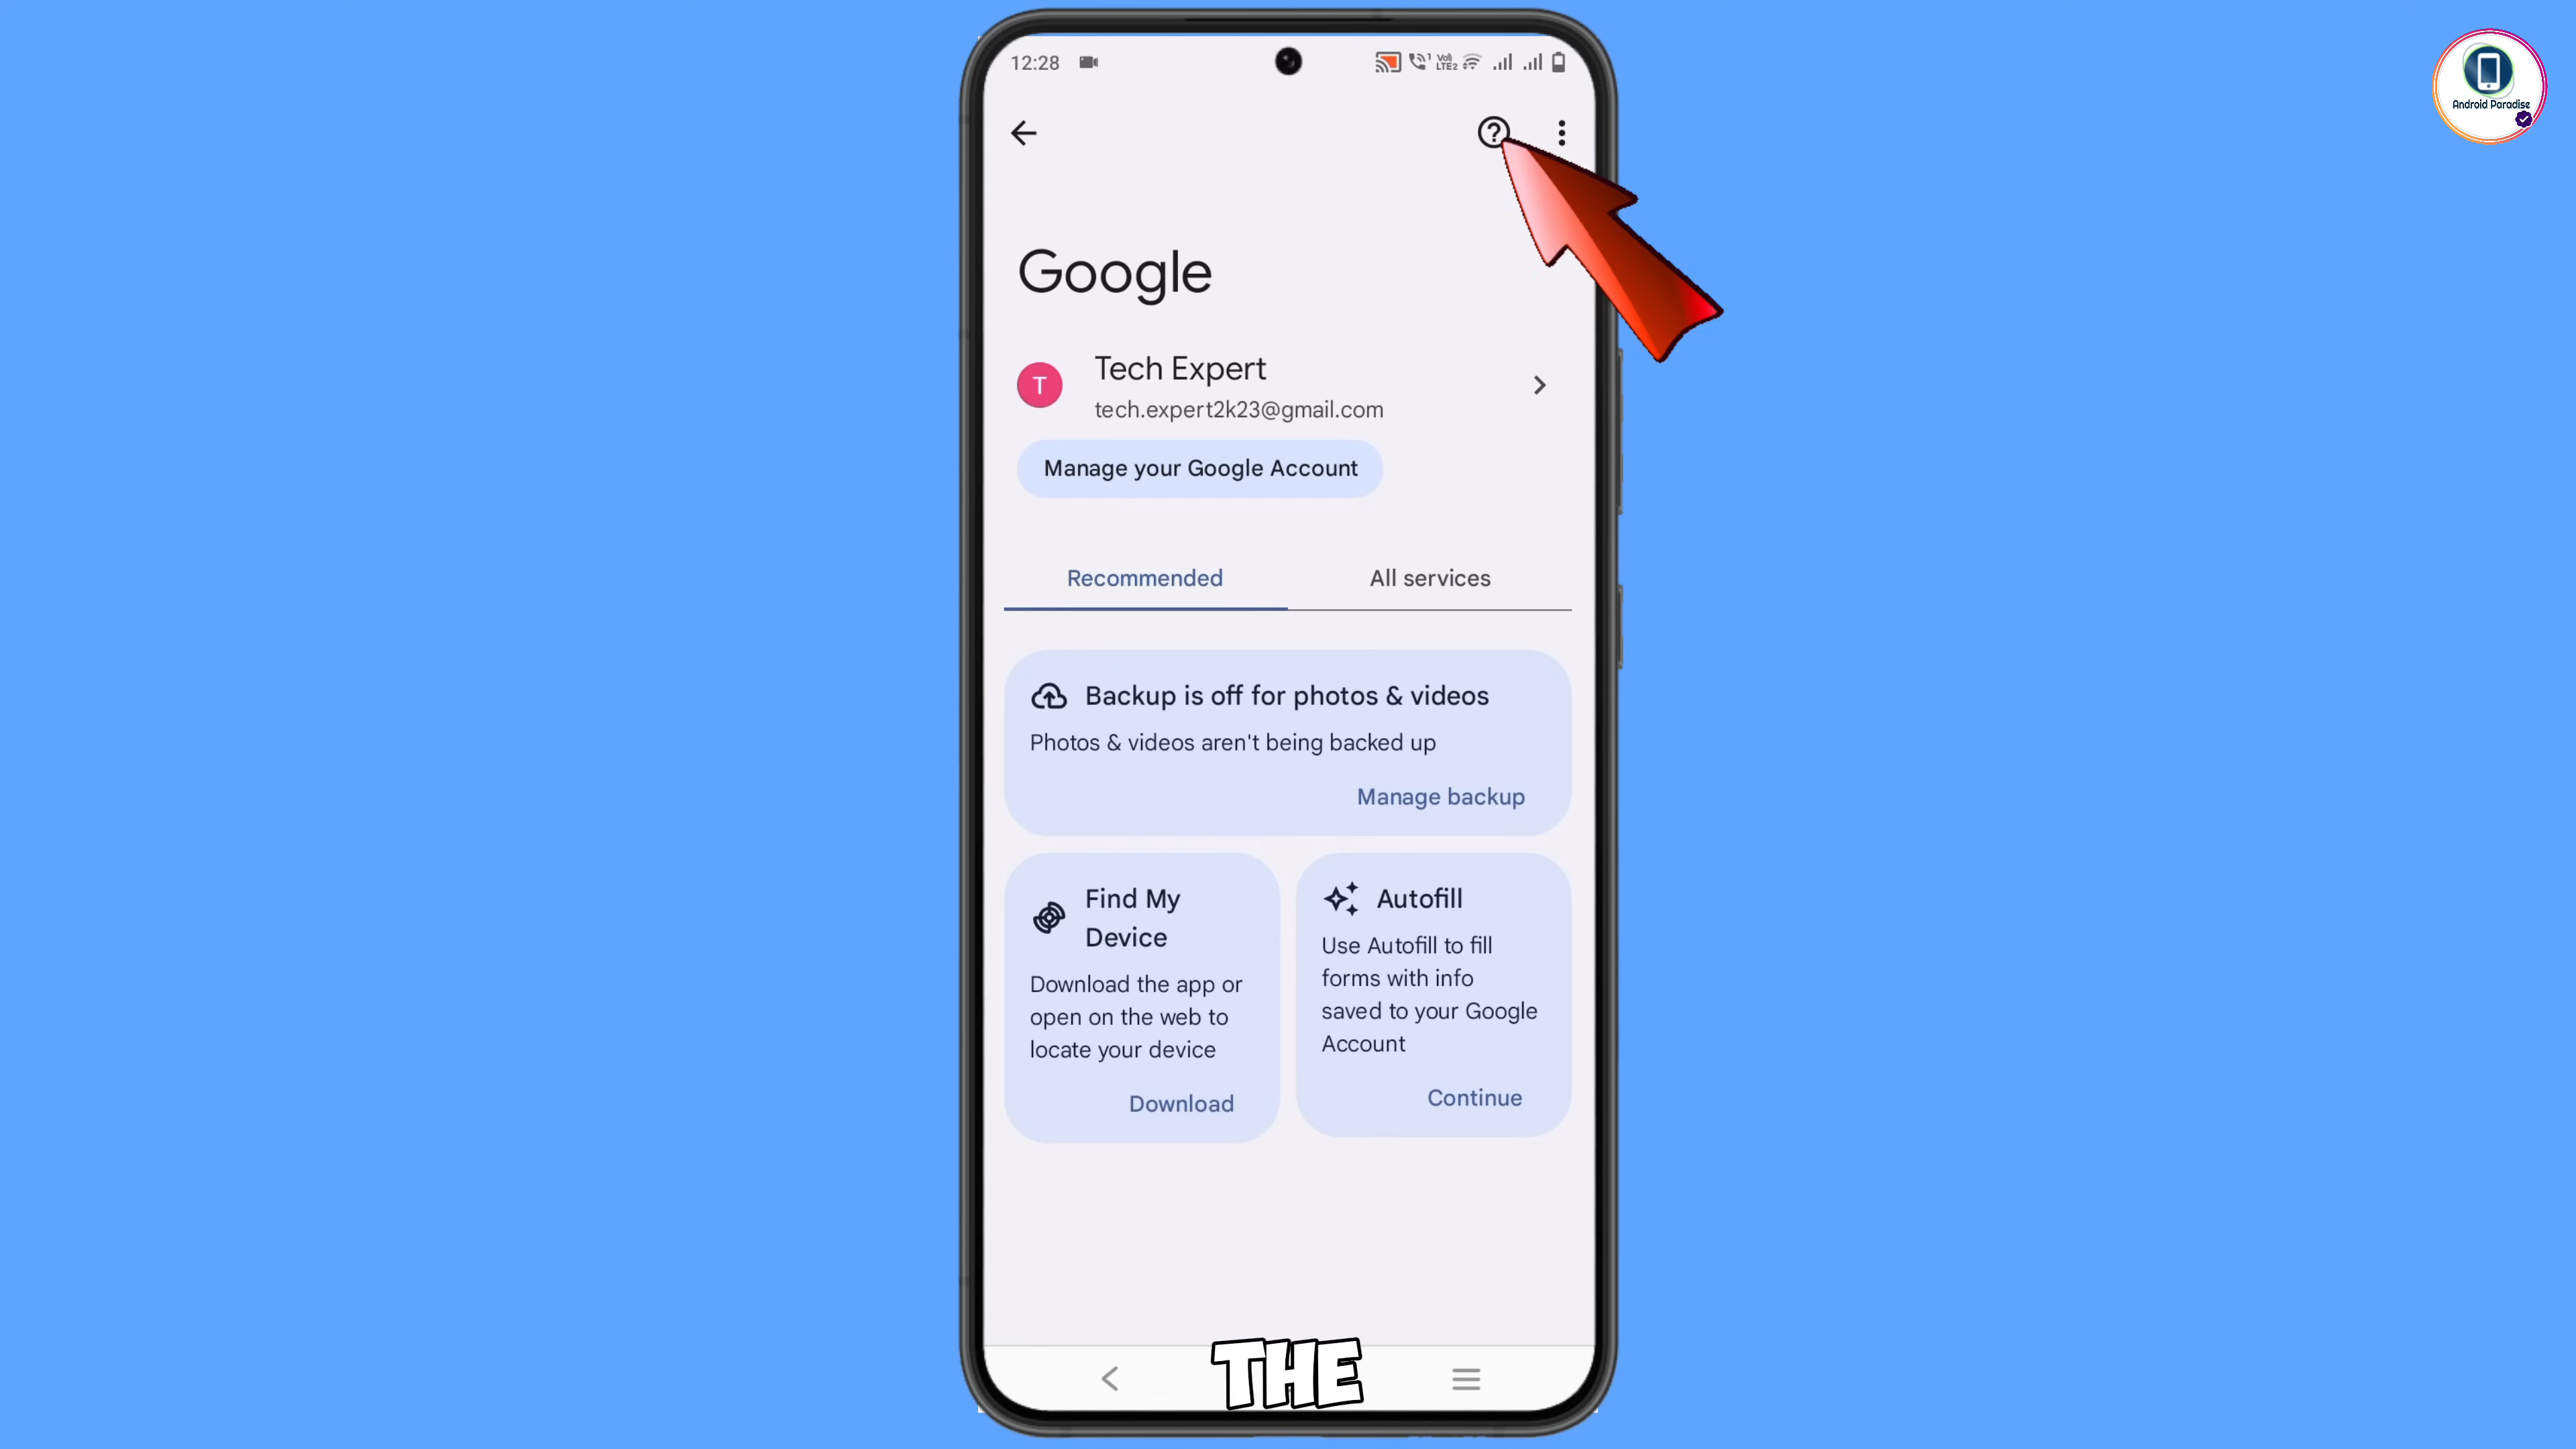 12:28
1
VoI)
LTE2
Android Paradise
Google
T
Tech Expert
tech.expert2k23@gmail.com
Manage your Google Account
Recommended
All services
Backup is off for photos & videos
Photos & videos aren't being backed up
Manage backup
Find My
Device
Download the app or
open on the web to
locate your device
Download
Autofill
Use Autofill to fill
forms with info
saved to your Google
Account
Continue
THE